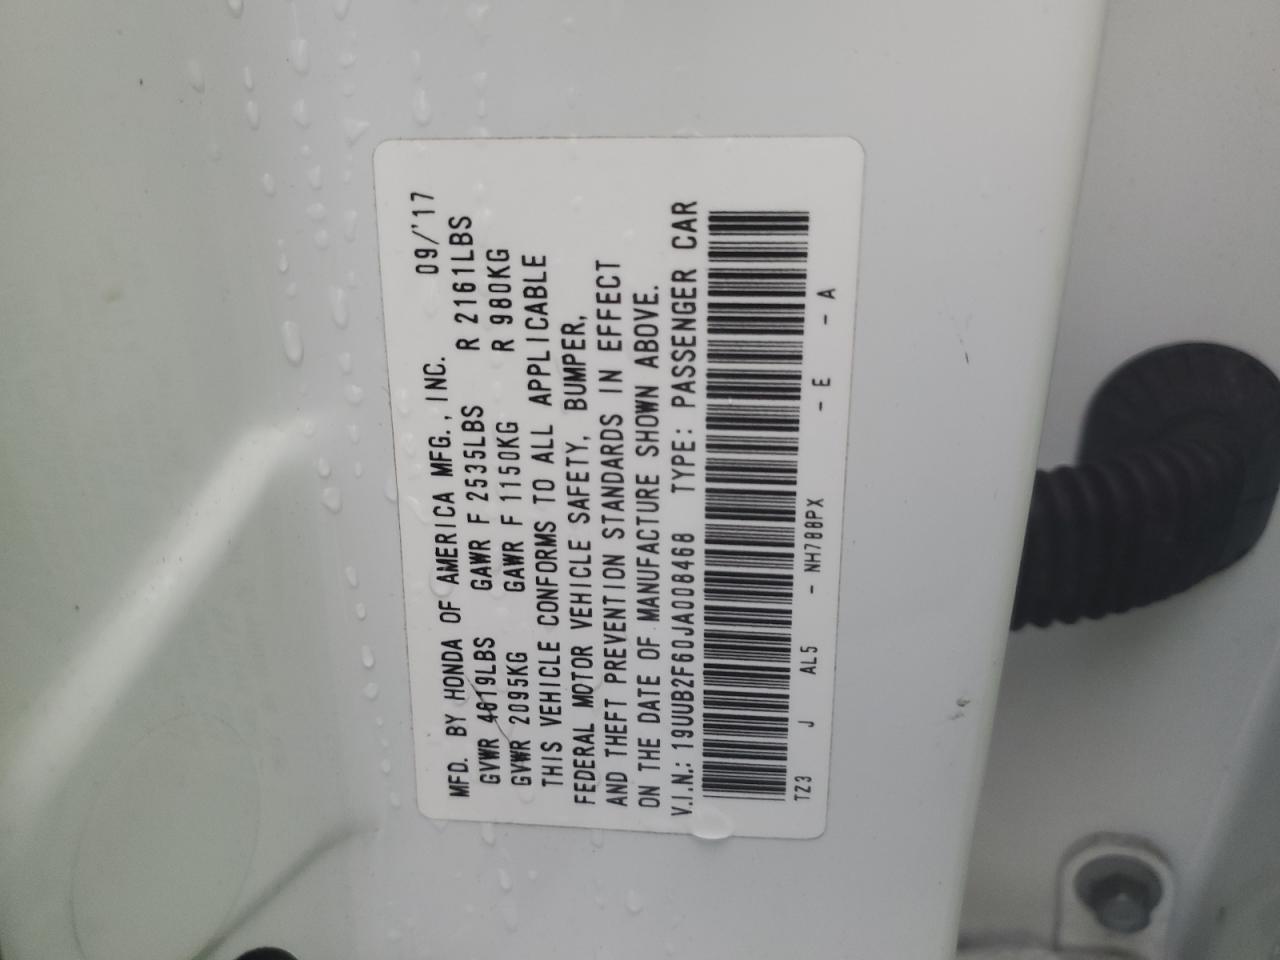 MFD. BY HONDA OF AMERICA MFG., INC. 09/'17
GVWR 4619LBS GAWR F 2535LBS R 2161LBS
GVWR 2095KG GAWR F 1150KG R 980KG
THIS VEHICLE CONFORMS TO ALL APPLICABLE
FEDERAL MOTOR VEHICLE SAFETY, BUMPER,
AND THEFT PREVENTION STANDARDS IN EFFECT
ON THE DATE OF MANUFACTURE SHOWN ABOVE.
V.I.N.: 19UUB2F60JA008468 TYPE: PASSENGER CAR
TZ3 J AL5 - NH788PX - E - A